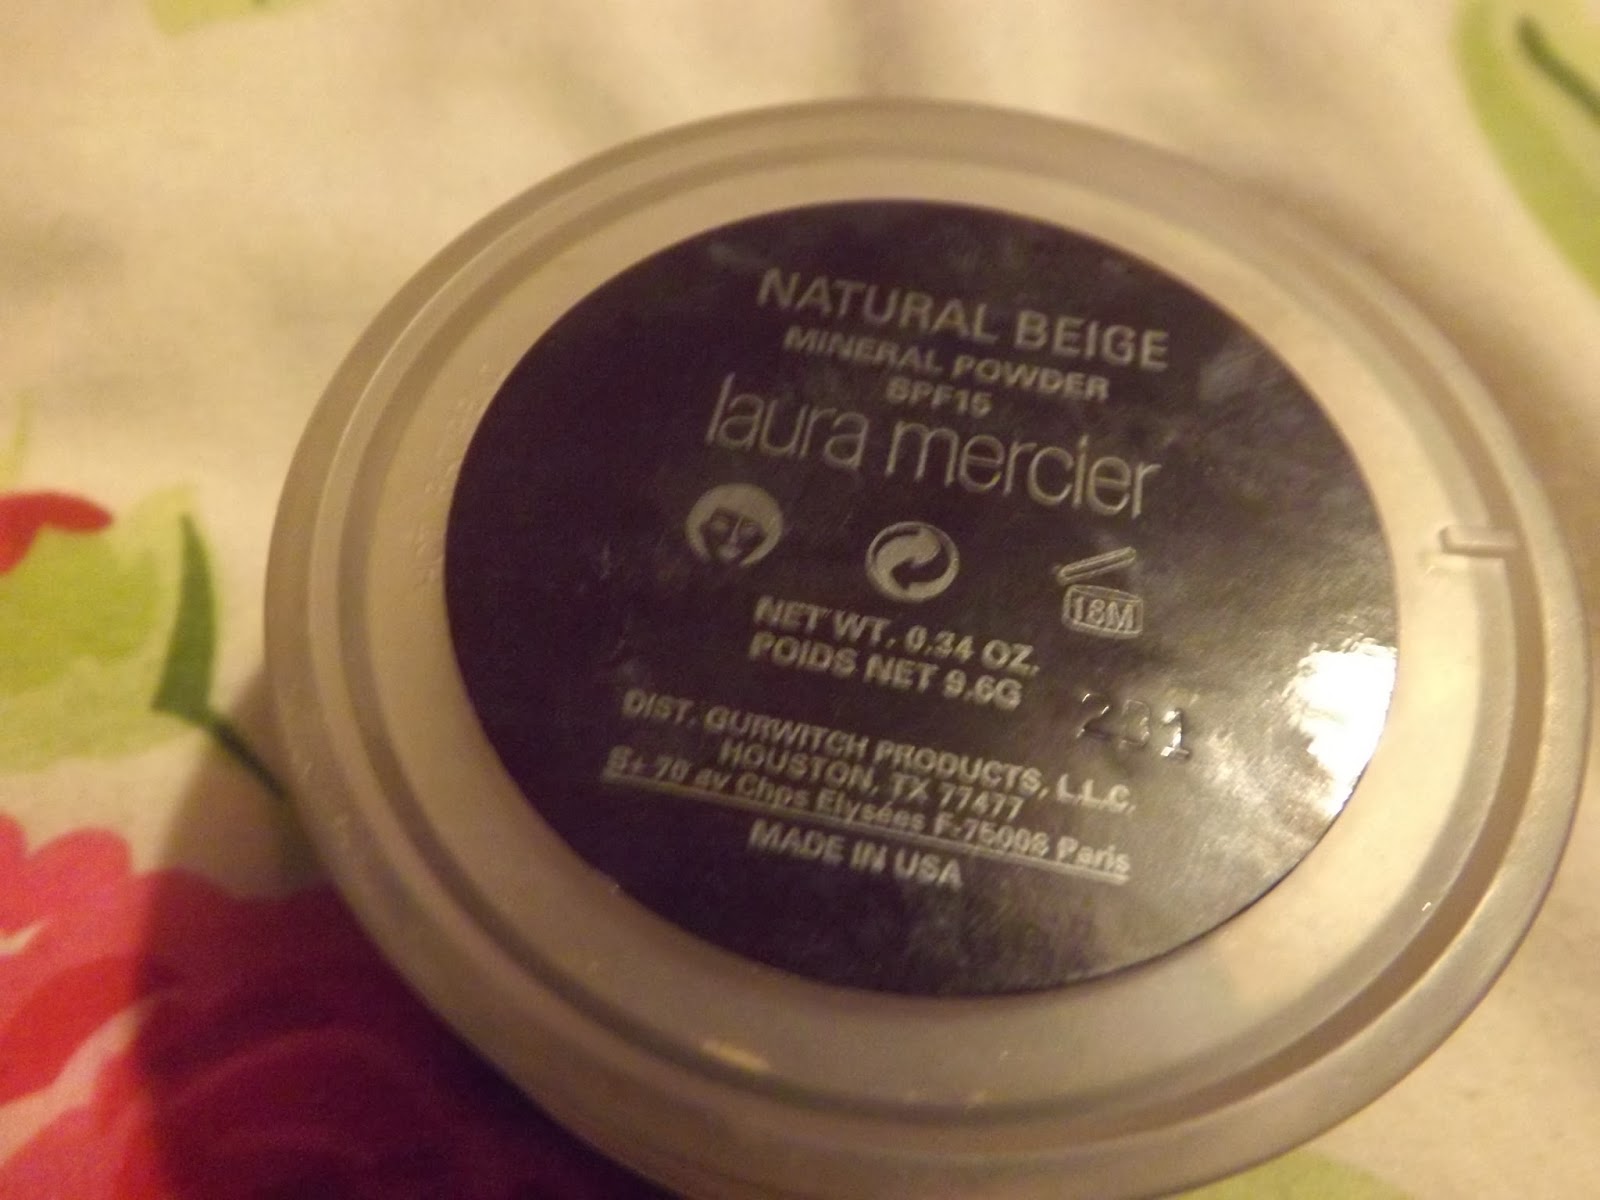 NATURAL BEIGE
MINERAL POWDER
SPF15
laura mercier
18M
NET WT. 0.34 OZ.
POIDS NET 9.6G
231
DIST. GURWITCH PRODUCTS, L.L.C.
HOUSTON, TX 77477
B+ 70 av Chps Elysées F-75008 Paris
MADE IN USA